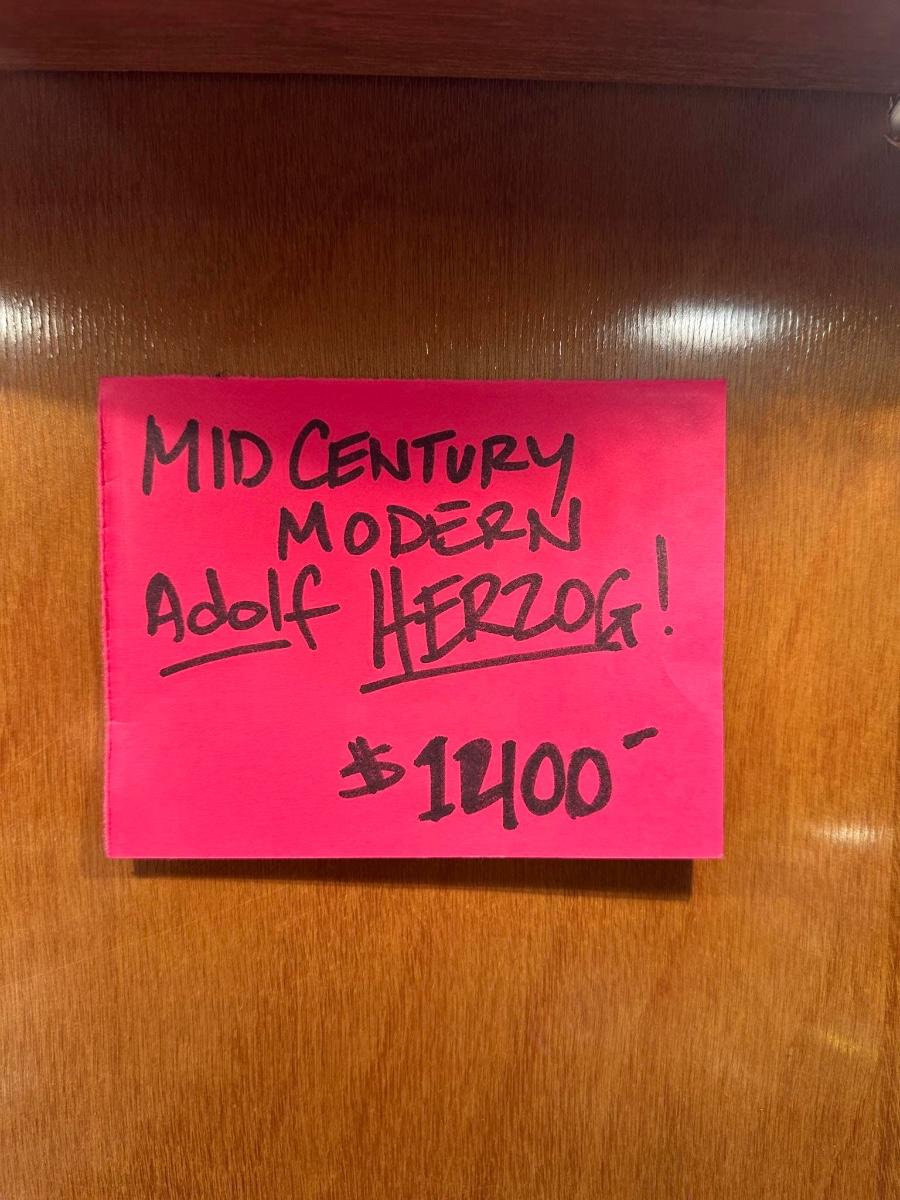 MID CENTURY
MODERN
Adolf HERZOG!
$1400-